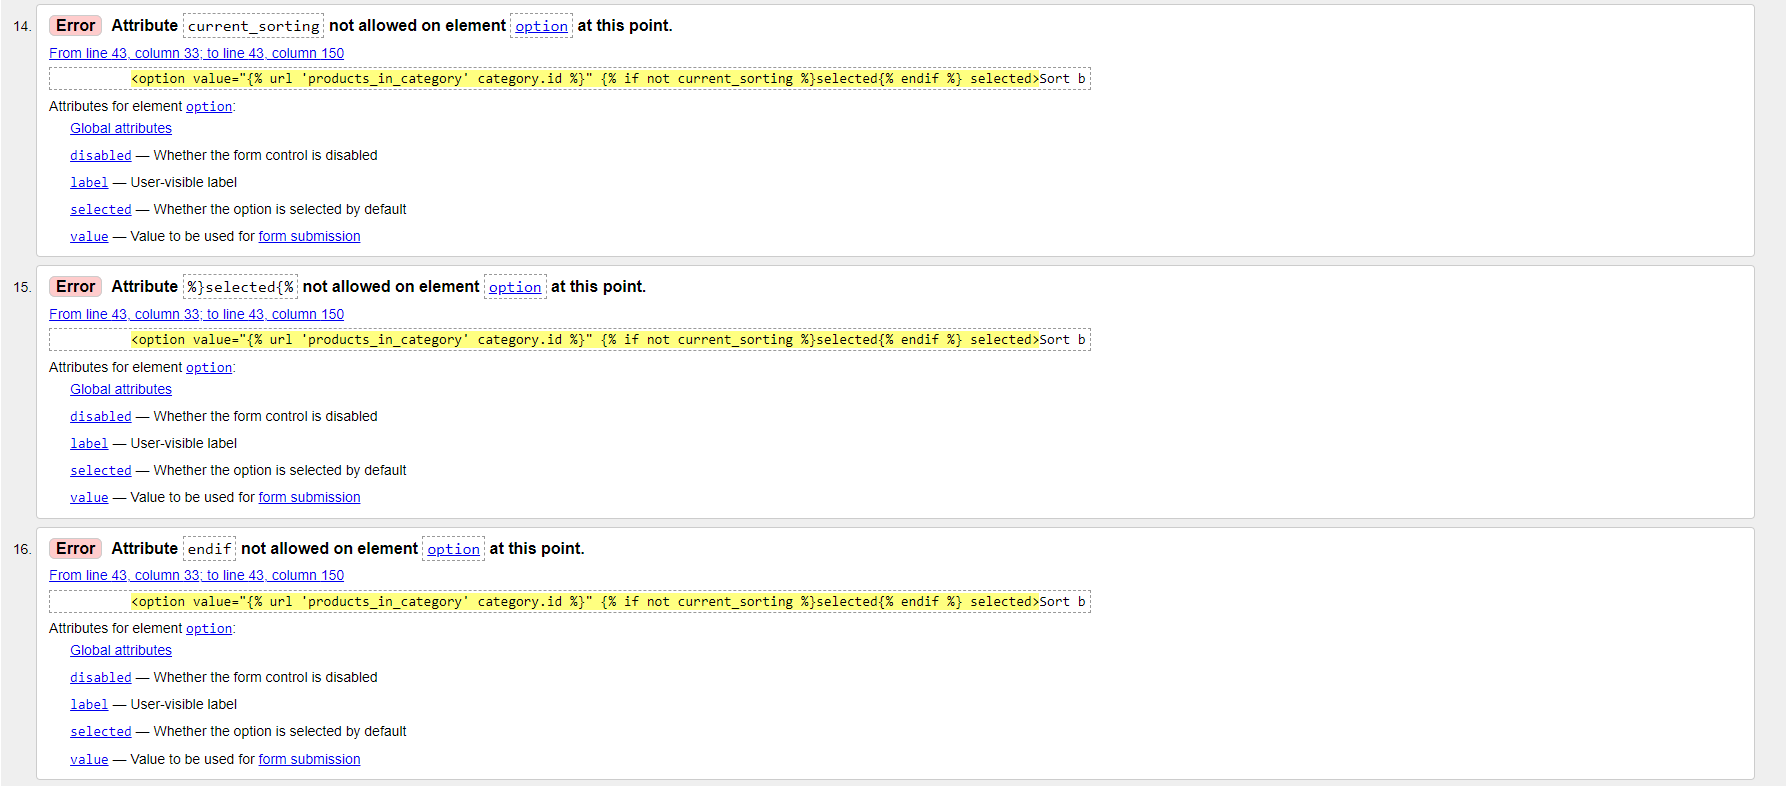 14. Error Attribute current_sorting not allowed on element option at this point.
From line 43, column 33; to line 43, column 150
<option value="{% url 'products_in_category' category.id %}" {% if not current_sorting %}selected{% endif %} selected>Sort b
Attributes for element option:
Global attributes
disabled — Whether the form control is disabled
label — User-visible label
selected — Whether the option is selected by default
value — Value to be used for form submission
15. Error Attribute %}selected{% not allowed on element option at this point.
From line 43, column 33; to line 43, column 150
<option value="{% url 'products_in_category' category.id %}" {% if not current_sorting %}selected{% endif %} selected>Sort b
Attributes for element option:
Global attributes
disabled — Whether the form control is disabled
label — User-visible label
selected — Whether the option is selected by default
value — Value to be used for form submission
16. Error Attribute endif not allowed on element option at this point.
From line 43, column 33; to line 43, column 150
<option value="{% url 'products_in_category' category.id %}" {% if not current_sorting %}selected{% endif %} selected>Sort b
Attributes for element option:
Global attributes
disabled — Whether the form control is disabled
label — User-visible label
selected — Whether the option is selected by default
value — Value to be used for form submission